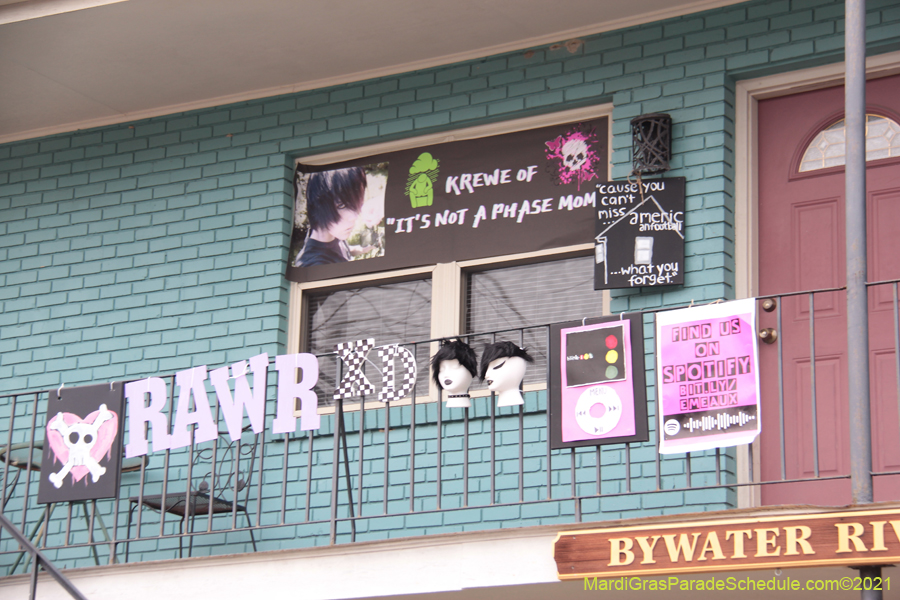 KREWE OF
"IT'S NOT A PHASE MOM"
"cause you
can't
miss...
americ
an football
...what you
forget."
RAWR XD
MENU
FIND US
ON
SPOTIFY
BIT.LY/
EMEAUX
BYWATER RIV
MardiGrasParadeSchedule.com©2021